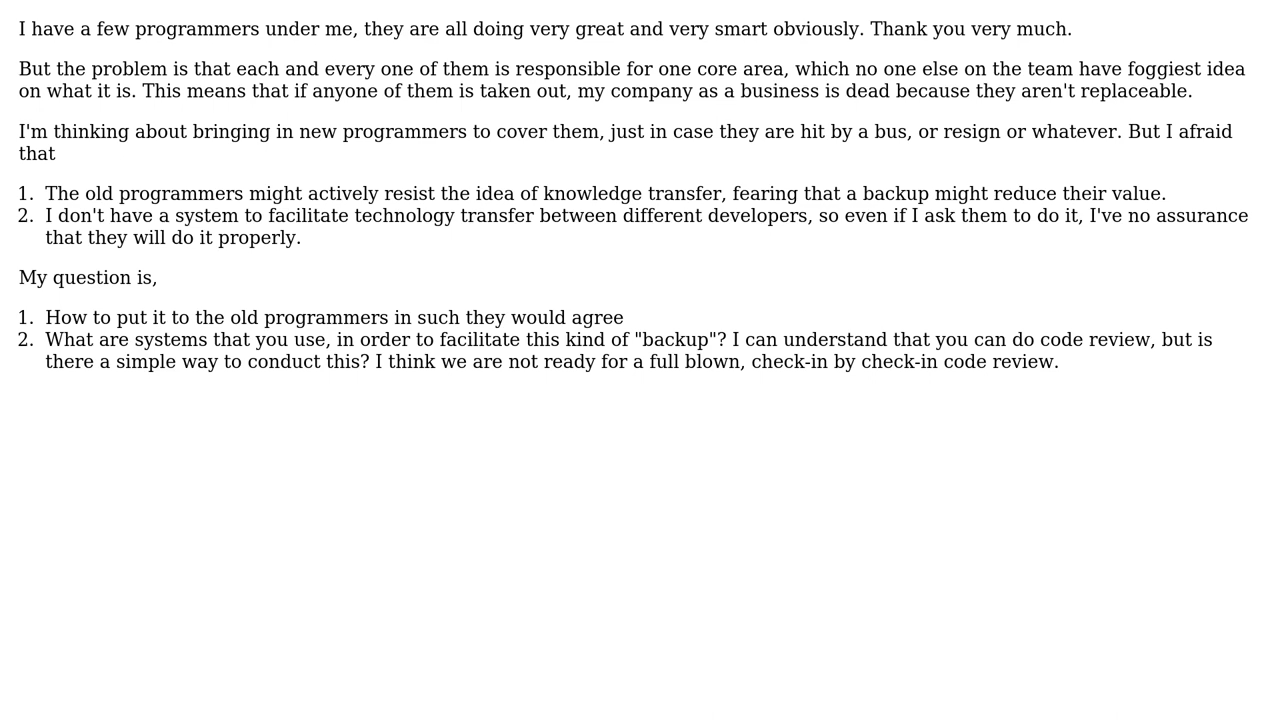 I have a few programmers under me, they are all doing very great and very smart obviously. Thank you very much.
But the problem is that each and every one of them is responsible for one core area, which no one else on the team have foggiest idea
on what it is. This means that if anyone of them is taken out, my company as a business is dead because they aren't replaceable.
I'm thinking about bringing in new programmers to cover them, just in case they are hit by a bus, or resign or whatever. But I afraid
that
1. The old programmers might actively resist the idea of knowledge transfer, fearing that a backup might reduce their value.
2. I don't have a system to facilitate technology transfer between different developers, so even if I ask them to do it, I've no assurance
that they will do it properly.
My question is,
1. How to put it to the old programmers in such they would agree
2. What are systems that you use, in order to facilitate this kind of "backup"? I can understand that you can do code review, but is
there a simple way to conduct this? I think we are not ready for a full blown, check-in by check-in code review.